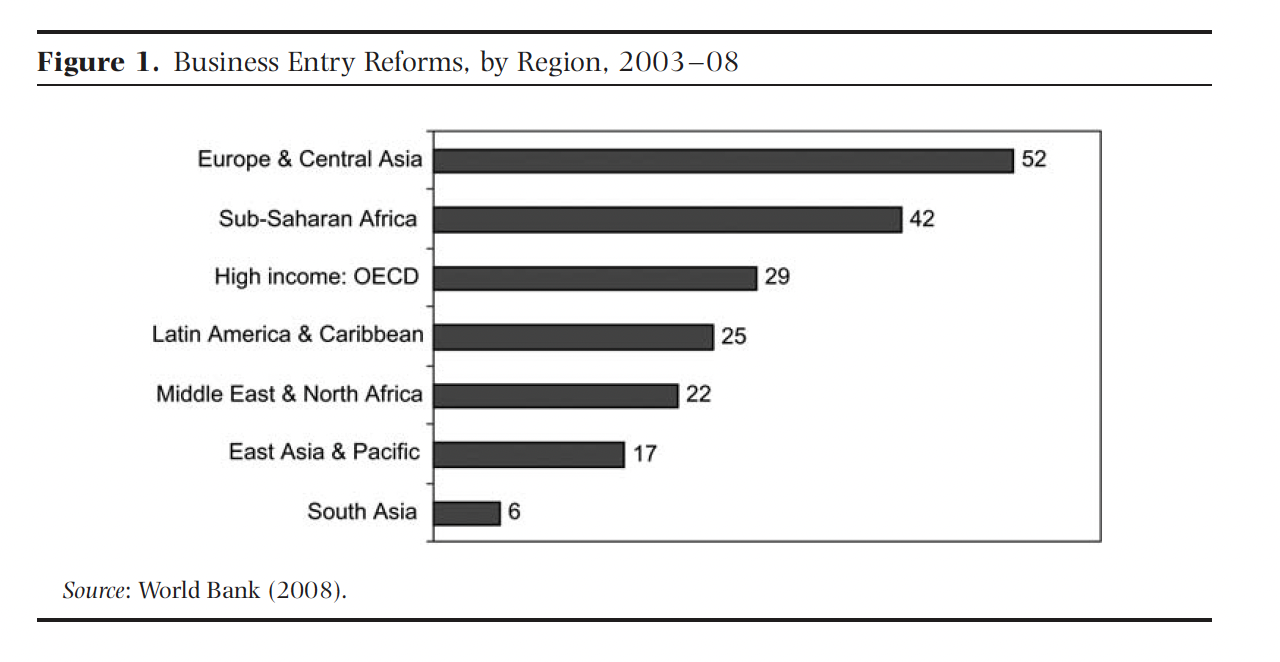 Figure 1. Business Entry Reforms, by Region, 2003–08
Europe & Central Asia 52
Sub-Saharan Africa 42
High income: OECD 29
Latin America & Caribbean 25
Middle East & North Africa 22
East Asia & Pacific 17
South Asia 6
Source: World Bank (2008).